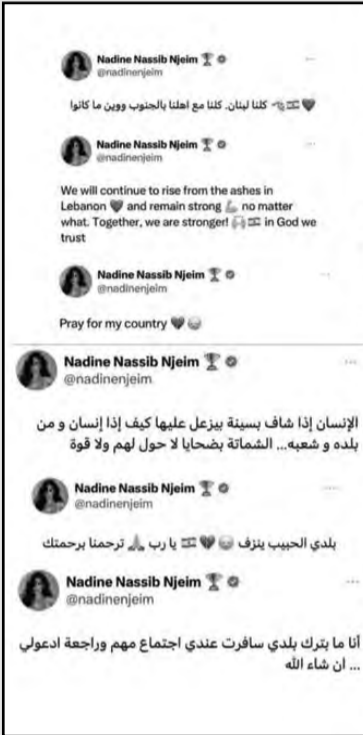 Nadine Nassib Njeim 🏆
@nadinenjeim
❤️🇱🇧 كلنا لبنان. كلنا مع اهلنا بالجنوب ووين ما كانوا
Nadine Nassib Njeim 🏆
@nadinenjeim
We will continue to rise from the ashes in
Lebanon ❤️ and remain strong 💪 no matter
what. Together, we are stronger! 🙌🇱🇧 in God we
trust
Nadine Nassib Njeim 🏆
@nadinenjeim
Pray for my country 💔
Nadine Nassib Njeim 🏆
@nadinenjeim
الإنسان إذا شاف بسينة بيزعل عليها كيف إذا إنسان و من
بلده و شعبه... الشماتة بضحايا لا حول لهم ولا قوة
Nadine Nassib Njeim 🏆
@nadinenjeim
بلدي الحبيب ينزف 💔🇱🇧 يا رب 🙏 ترحمنا برحمتك
Nadine Nassib Njeim 🏆
@nadinenjeim
أنا ما بترك بلدي سافرت عندي اجتماع مهم وراجعة ادعولي
... ان شاء الله